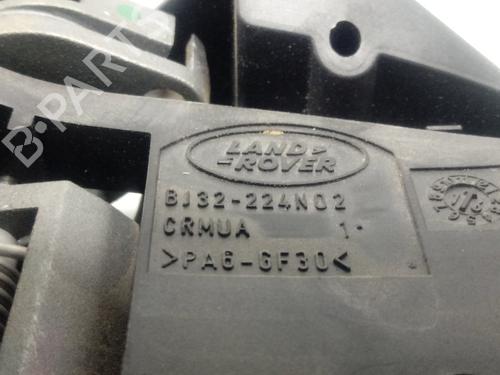 B-PARTS
LAND
ROVER
BJ32-224N02
CRMUA 1
>PA6-GF30<